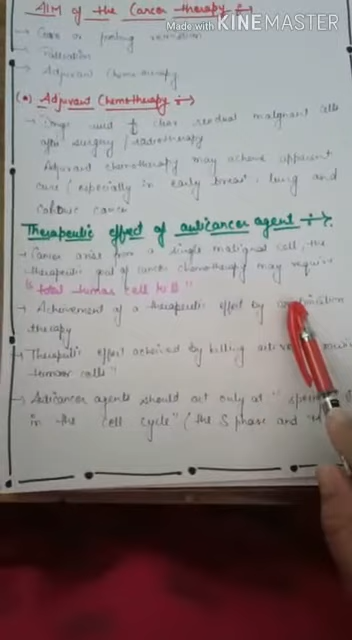 AIM of the Cancer therapy :-
Made with KINEMASTER
→ Cure or prolong remission
→ Palliation
→ Adjuvant Chemotherapy
(*) Adjuvant Chemotherapy :-
→ Drugs used to clear residual malignant cells
after surgery / radiotherapy
Adjuvant chemotherapy may achieve apparent
cure (especially in early breast, lung and
cancer
Therapeutic effect of anticancer agent :-
→ Cancer arise from a single malignant cell, the
therapeutic goal of cancer chemotherapy may require
"total tumor cell kill"
→ Achievement of a therapeutic effect by
therapy
→ Therapeutic effect achieved by killing
tumor cells"
→ Anticancer agents should act only at "
in the cell cycle" (the S phase and